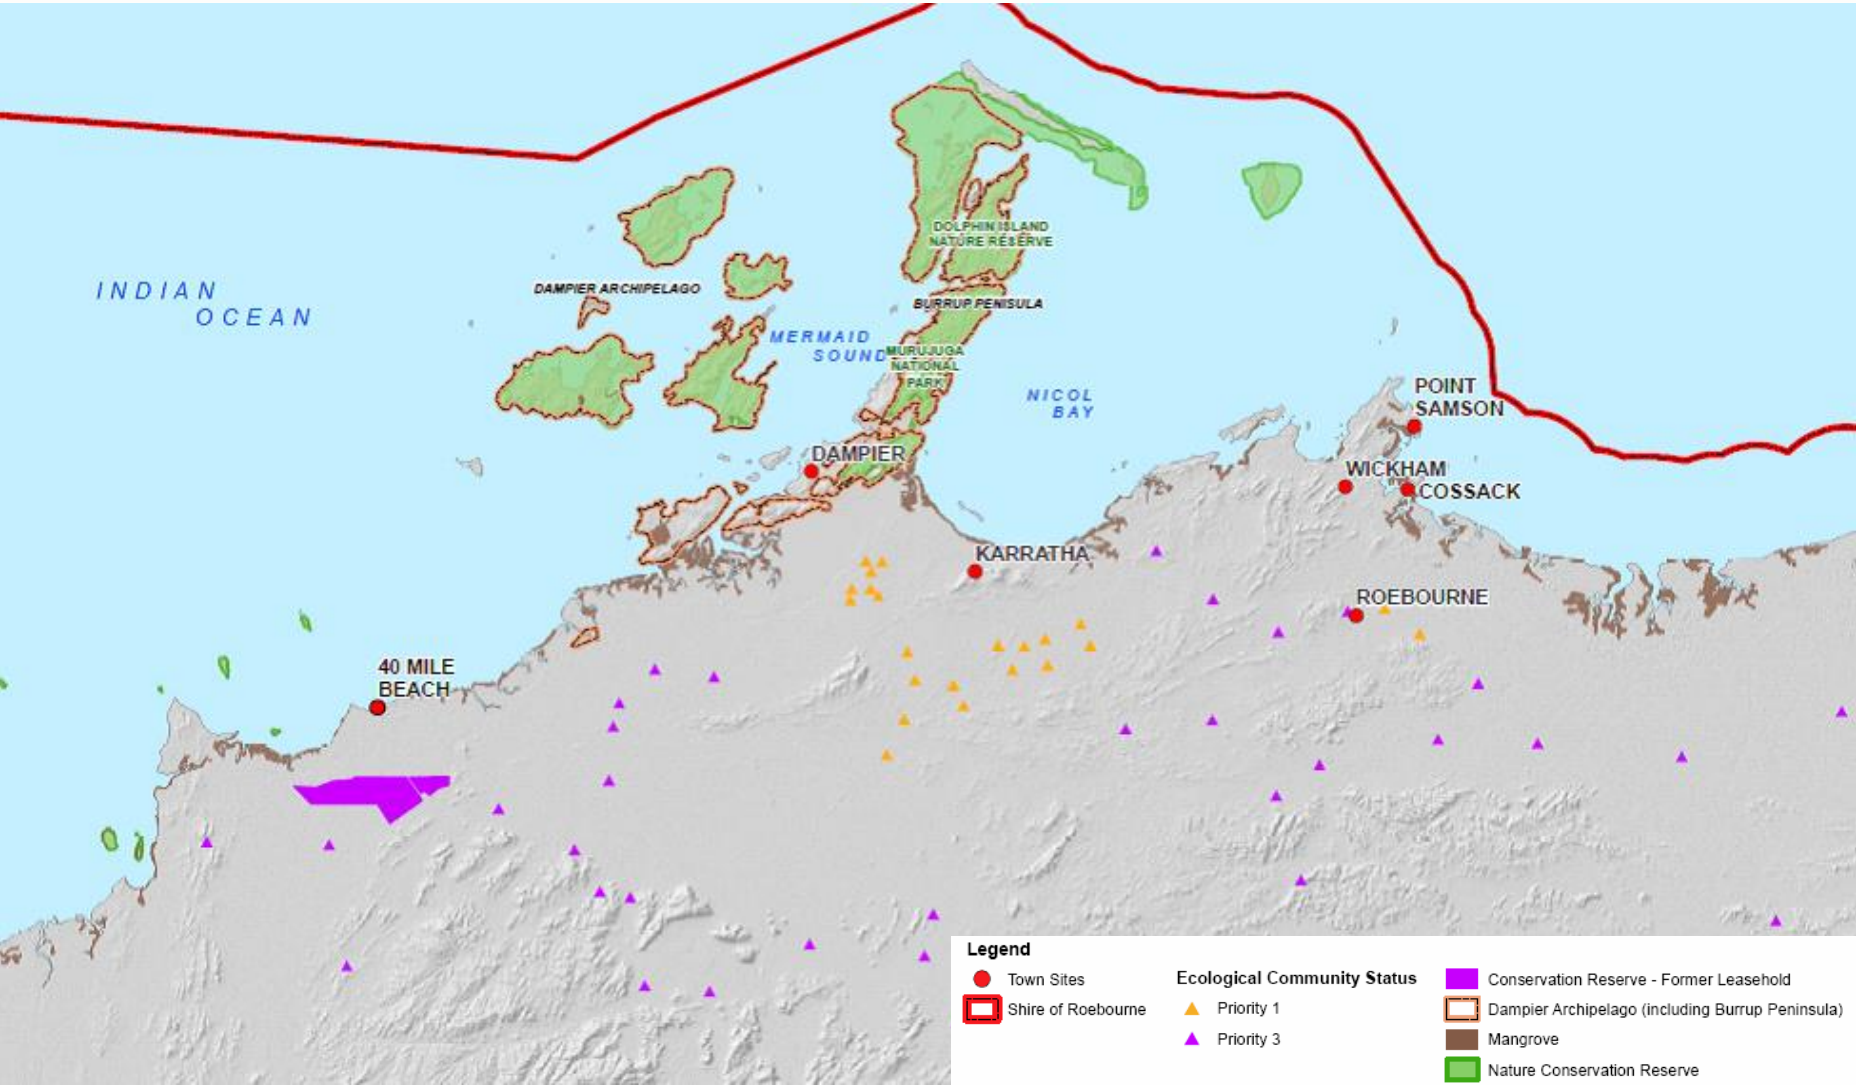 INDIAN
OCEAN
DAMPIER ARCHIPELAGO
MERMAID
SOUND
DOLPHIN ISLAND
NATURE RESERVE
BURRUP PENISULA
MURUJUGA
NATIONAL
PARK
NICOL
BAY
POINT
SAMSON
DAMPIER
WICKHAM
COSSACK
KARRATHA
ROEBOURNE
40 MILE
BEACH
Legend
Town Sites
Shire of Roebourne
Ecological Community Status
Priority 1
Priority 3
Conservation Reserve - Former Leasehold
Dampier Archipelago (including Burrup Peninsula)
Mangrove
Nature Conservation Reserve